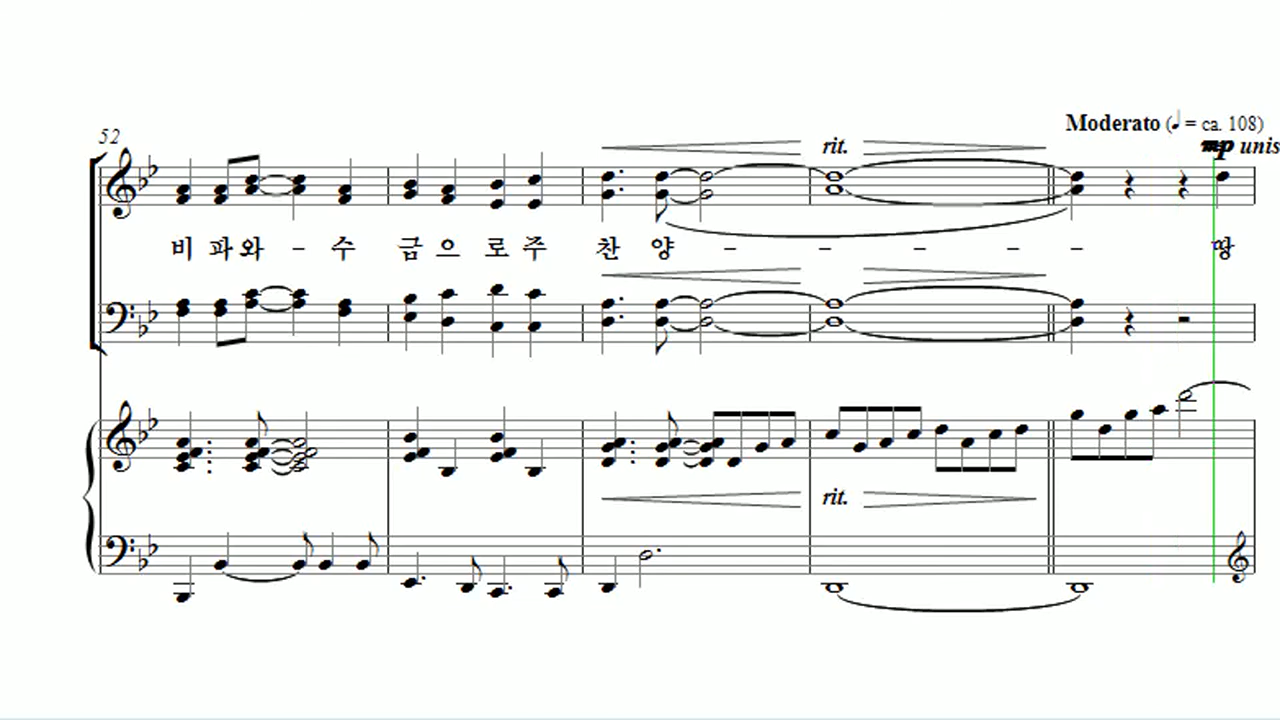 Moderato (♩ = ca. 108)
52
rit.
mp unis
비 파 와 - 수 금 으 로 주 찬 양 - - - - - 땅
rit.